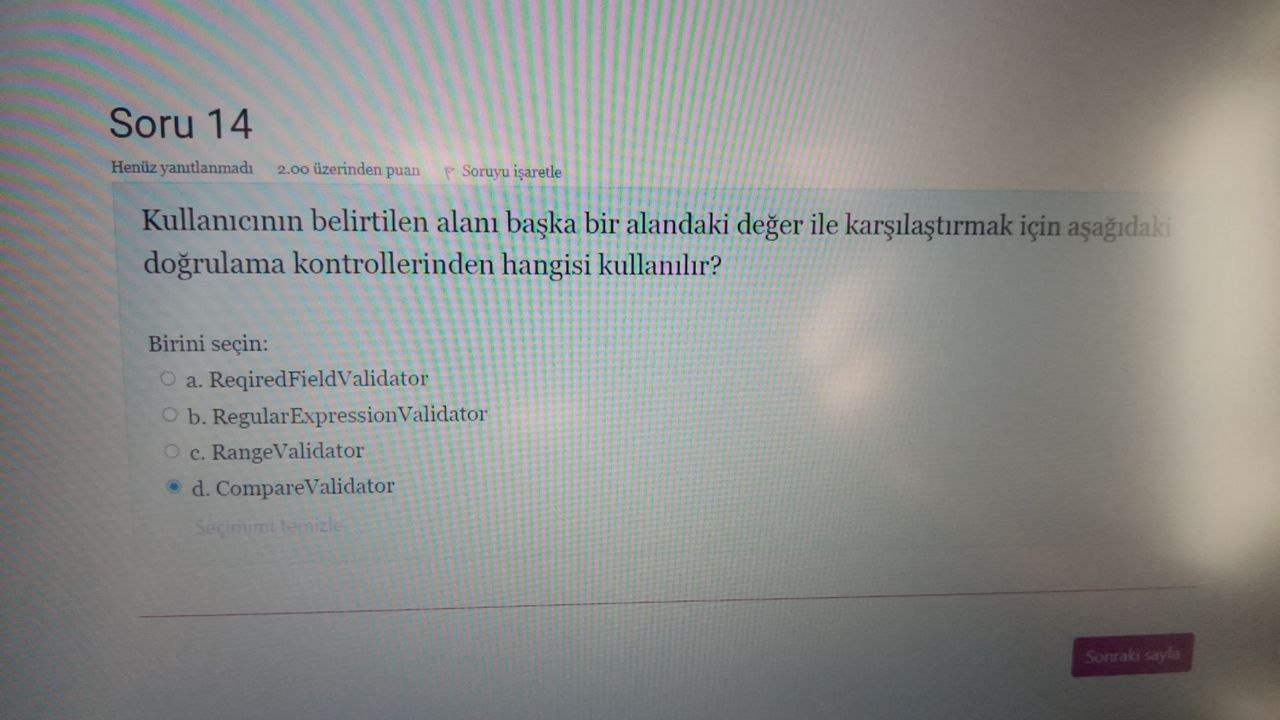 Soru 14
Henüz yanıtlanmadı 2.00 üzerinden puan Soruyu işaretle
Kullanıcının belirtilen alanı başka bir alandaki değer ile karşılaştırmak için aşağıdaki
doğrulama kontrollerinden hangisi kullanılır?
Birini seçin:
a. ReqiredFieldValidator
b. RegularExpressionValidator
c. RangeValidator
d. CompareValidator
Seçimimi temizle
Sonraki sayfa